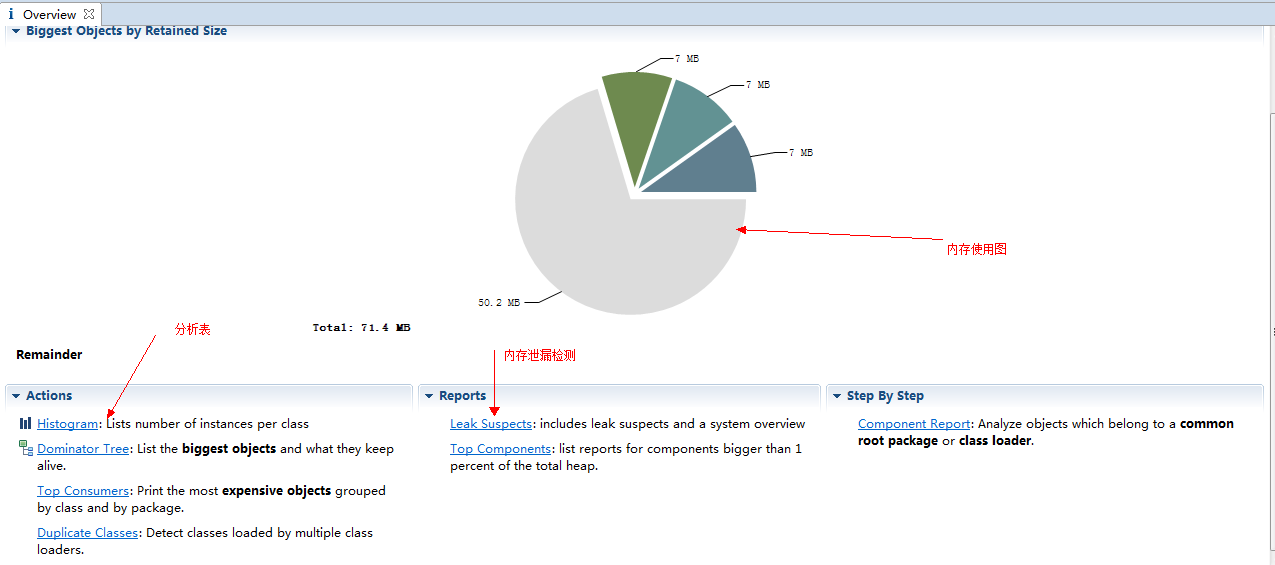 Overview
Biggest Objects by Retained Size
7 MB
7 MB
7 MB
内存使用图
50.2 MB
Total: 71.4 MB
分析表
内存泄漏检测
Remainder
Actions
Histogram: Lists number of instances per class
Dominator Tree: List the biggest objects and what they keep
alive.
Top Consumers: Print the most expensive objects grouped
by class and by package.
Duplicate Classes: Detect classes loaded by multiple class
loaders.
Reports
Leak Suspects: includes leak suspects and a system overview
Top Components: list reports for components bigger than 1
percent of the total heap.
Step By Step
Component Report: Analyze objects which belong to a common
root package or class loader.